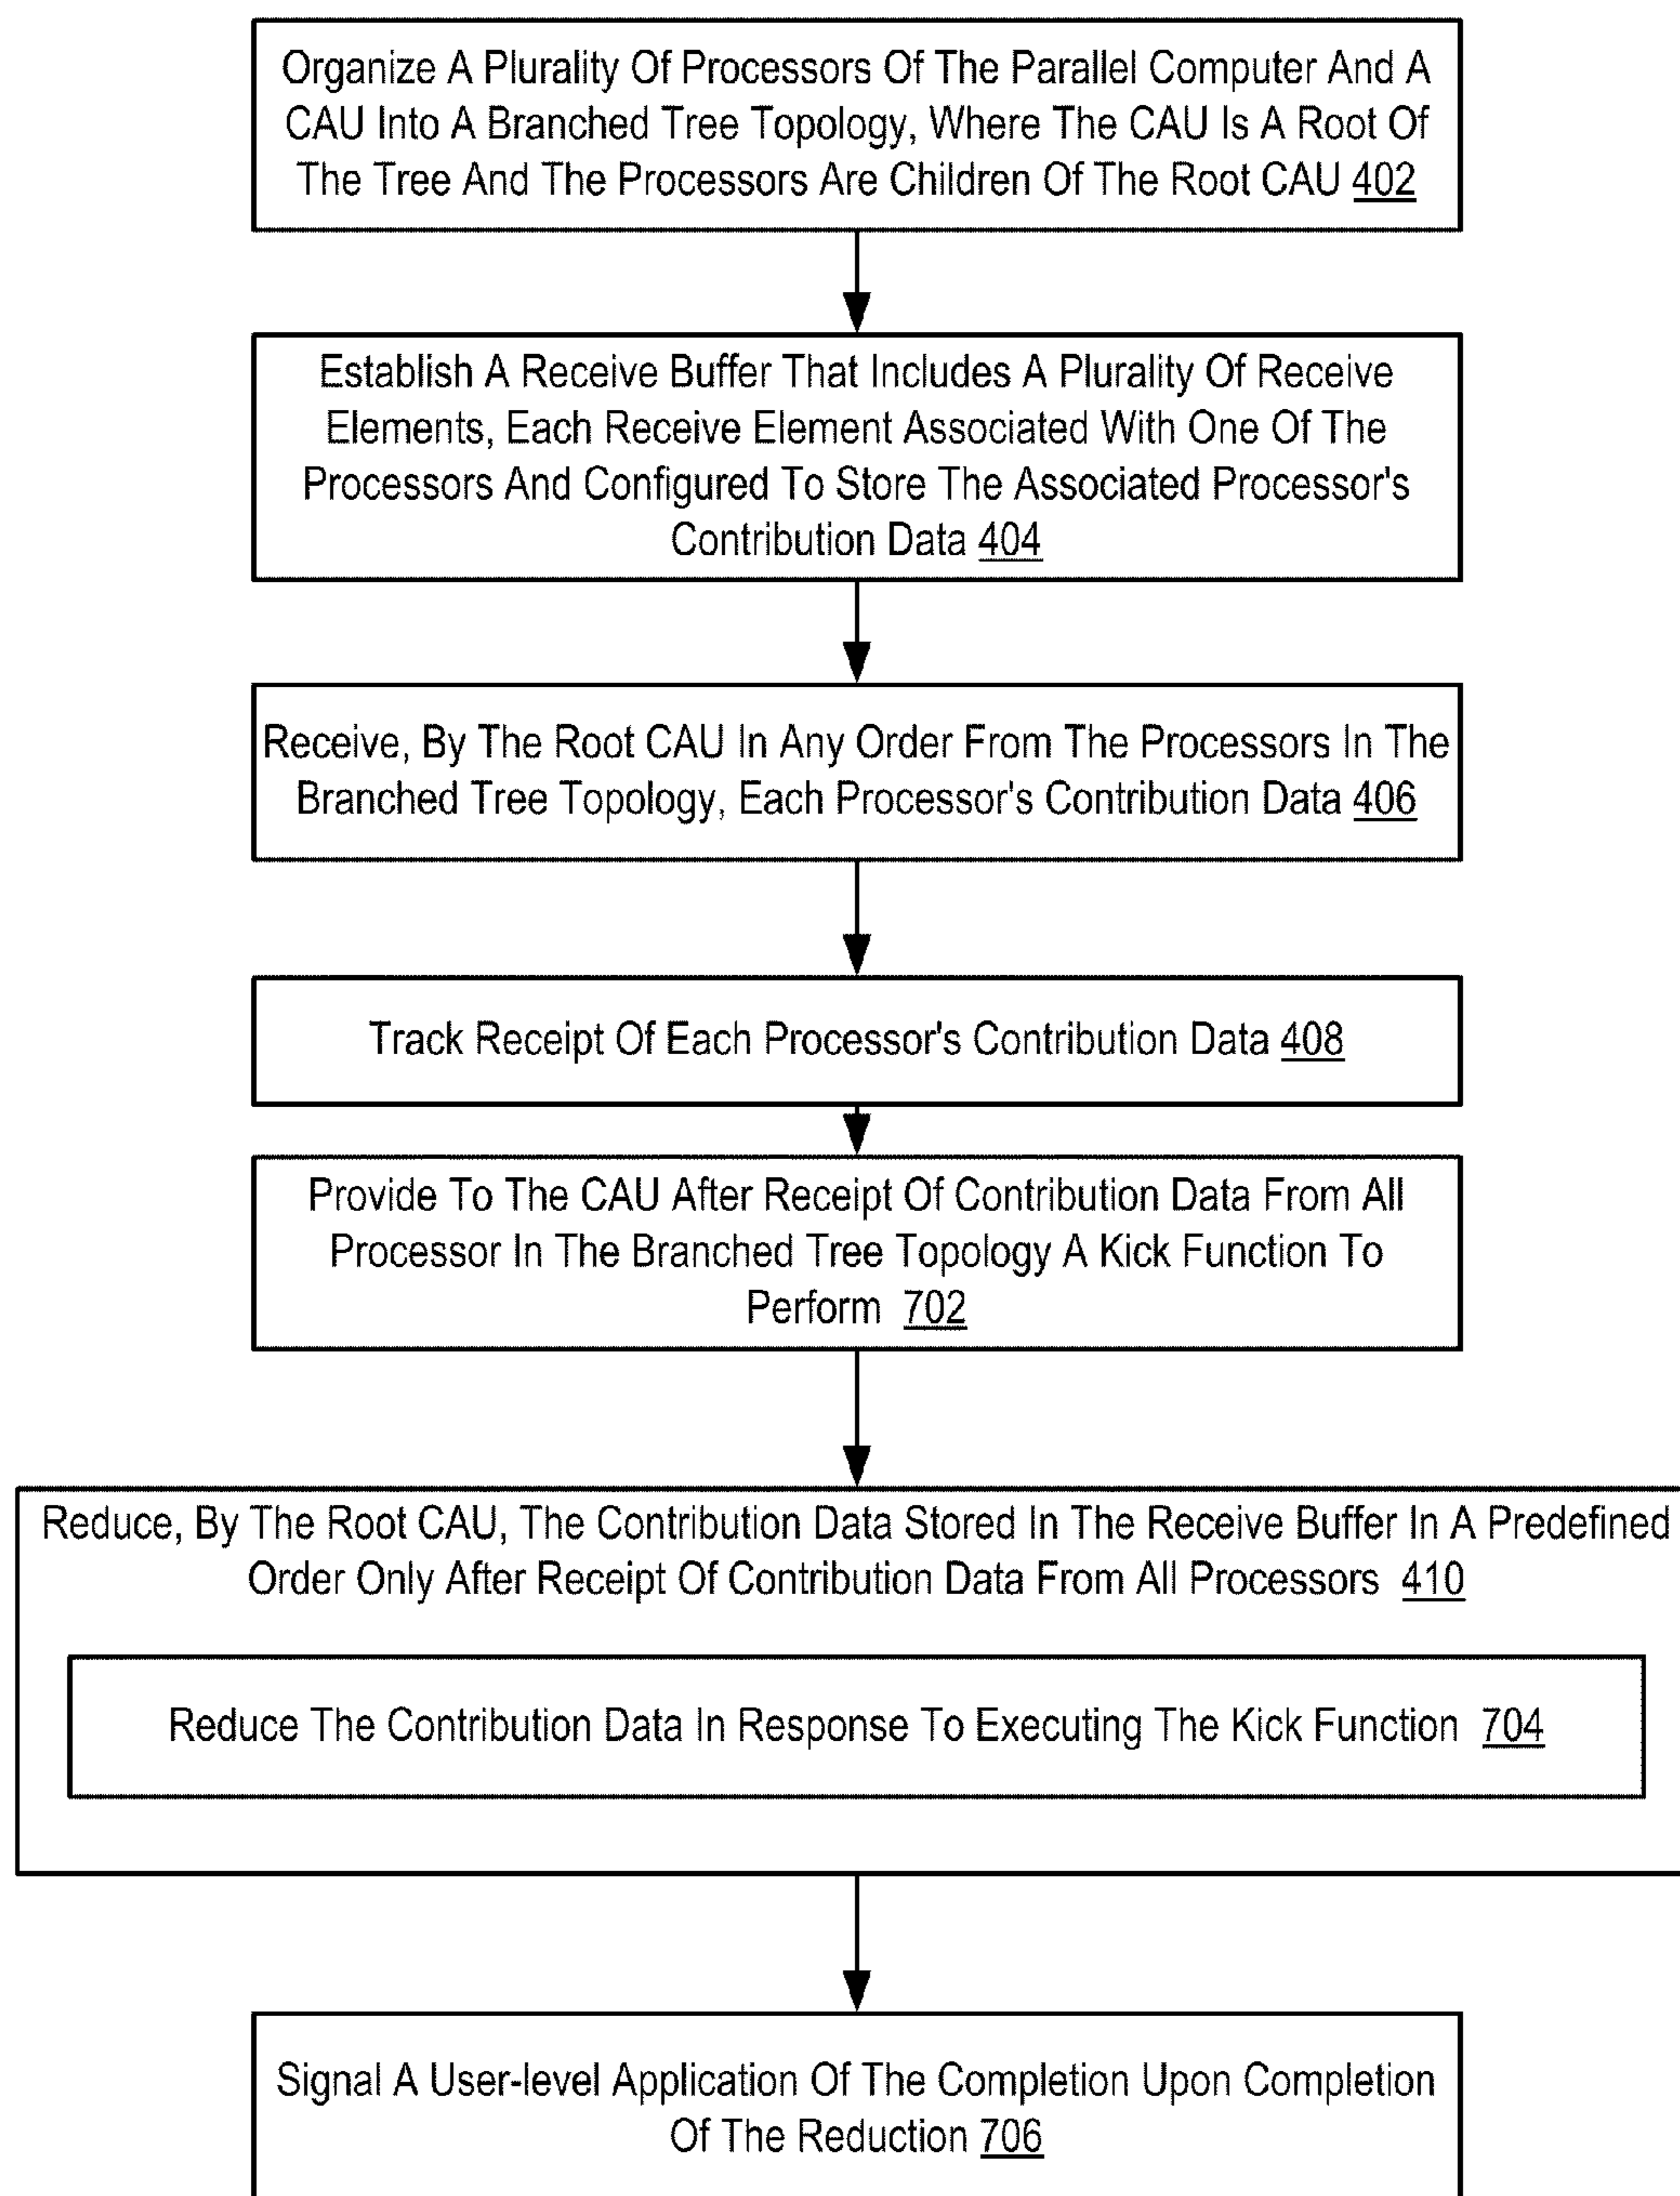 Organize A Plurality Of Processors Of The Parallel Computer And A
CAU Into A Branched Tree Topology, Where The CAU Is A Root Of
The Tree And The Processors Are Children Of The Root CAU 402
Establish A Receive Buffer That Includes A Plurality Of Receive
Elements, Each Receive Element Associated With One Of The
Processors And Configured To Store The Associated Processor's
Contribution Data 404
Receive, By The Root CAU In Any Order From The Processors In The
Branched Tree Topology, Each Processor's Contribution Data 406
Track Receipt Of Each Processor's Contribution Data 408
Provide To The CAU After Receipt Of Contribution Data From All
Processor In The Branched Tree Topology A Kick Function To
Perform 702
Reduce, By The Root CAU, The Contribution Data Stored In The Receive Buffer In A Predefined
Order Only After Receipt Of Contribution Data From All Processors 410
Reduce The Contribution Data In Response To Executing The Kick Function 704
Signal A User-level Application Of The Completion Upon Completion
Of The Reduction 706